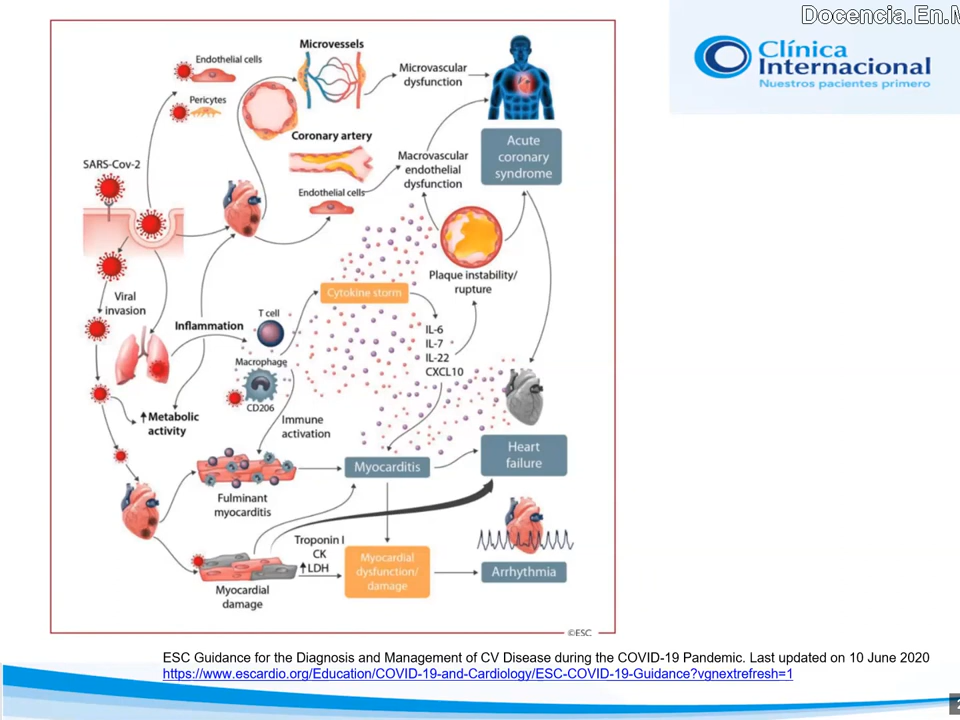 Docencia.En.M
Clínica
Internacional
Nuestros pacientes primero
Endothelial cells
Pericytes
Microvessels
Microvascular
dysfunction
Coronary artery
Macrovascular
endothelial
dysfunction
Endothelial cells
Acute
coronary
syndrome
SARS-Cov-2
Viral
invasion
Plaque instability/
rupture
Cytokine storm
Inflammation
T cell
Macrophage
CD206
IL-6
IL-7
IL-22
CXCL10
Metabolic
activity
Immune
activation
Fulminant
myocarditis
Myocarditis
Heart
failure
Troponin I
CK
LDH
Myocardial
damage
Myocardial
dysfunction/
damage
Arrhythmia
©ESC
ESC Guidance for the Diagnosis and Management of CV Disease during the COVID-19 Pandemic. Last updated on 10 June 2020
https://www.escardio.org/Education/COVID-19-and-Cardiology/ESC-COVID-19-Guidance?vgnextrefresh=1